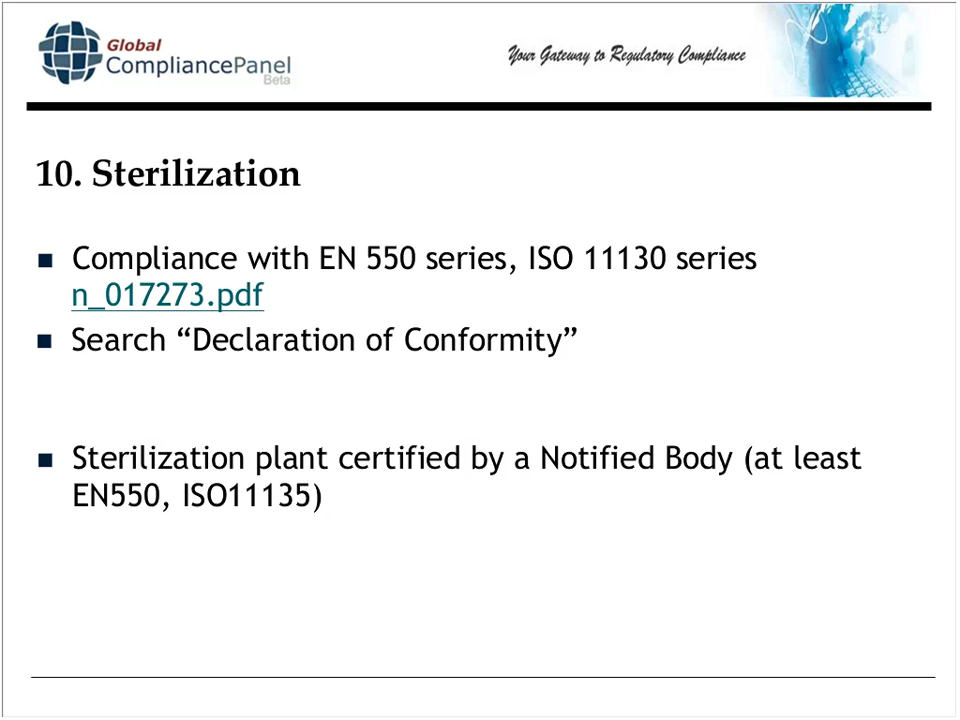 Global
CompliancePanel
Beta
Your Gateway to Regulatory Compliance
10. Sterilization
Compliance with EN 550 series, ISO 11130 series
n_017273.pdf
Search “Declaration of Conformity”
Sterilization plant certified by a Notified Body (at least
EN550, ISO11135)